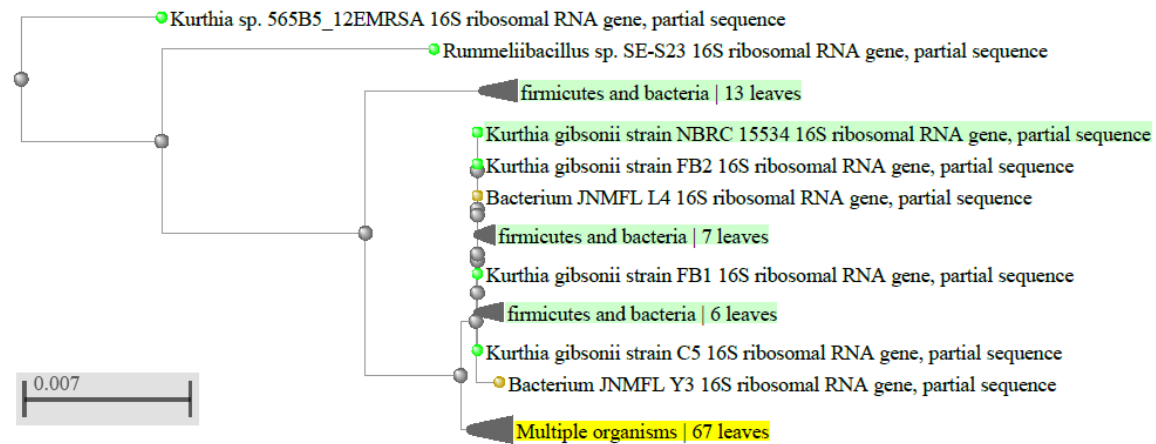 Kurthia sp. 565B5_12EMRSA 16S ribosomal RNA gene, partial sequence
Rummeliibacillus sp. SE-S23 16S ribosomal RNA gene, partial sequence
firmicutes and bacteria | 13 leaves
Kurthia gibsonii strain NBRC 15534 16S ribosomal RNA gene, partial sequence
Kurthia gibsonii strain FB2 16S ribosomal RNA gene, partial sequence
Bacterium JNMFL L4 16S ribosomal RNA gene, partial sequence
firmicutes and bacteria | 7 leaves
Kurthia gibsonii strain FB1 16S ribosomal RNA gene, partial sequence
firmicutes and bacteria | 6 leaves
Kurthia gibsonii strain C5 16S ribosomal RNA gene, partial sequence
Bacterium JNMFL Y3 16S ribosomal RNA gene, partial sequence
0.007
Multiple organisms | 67 leaves